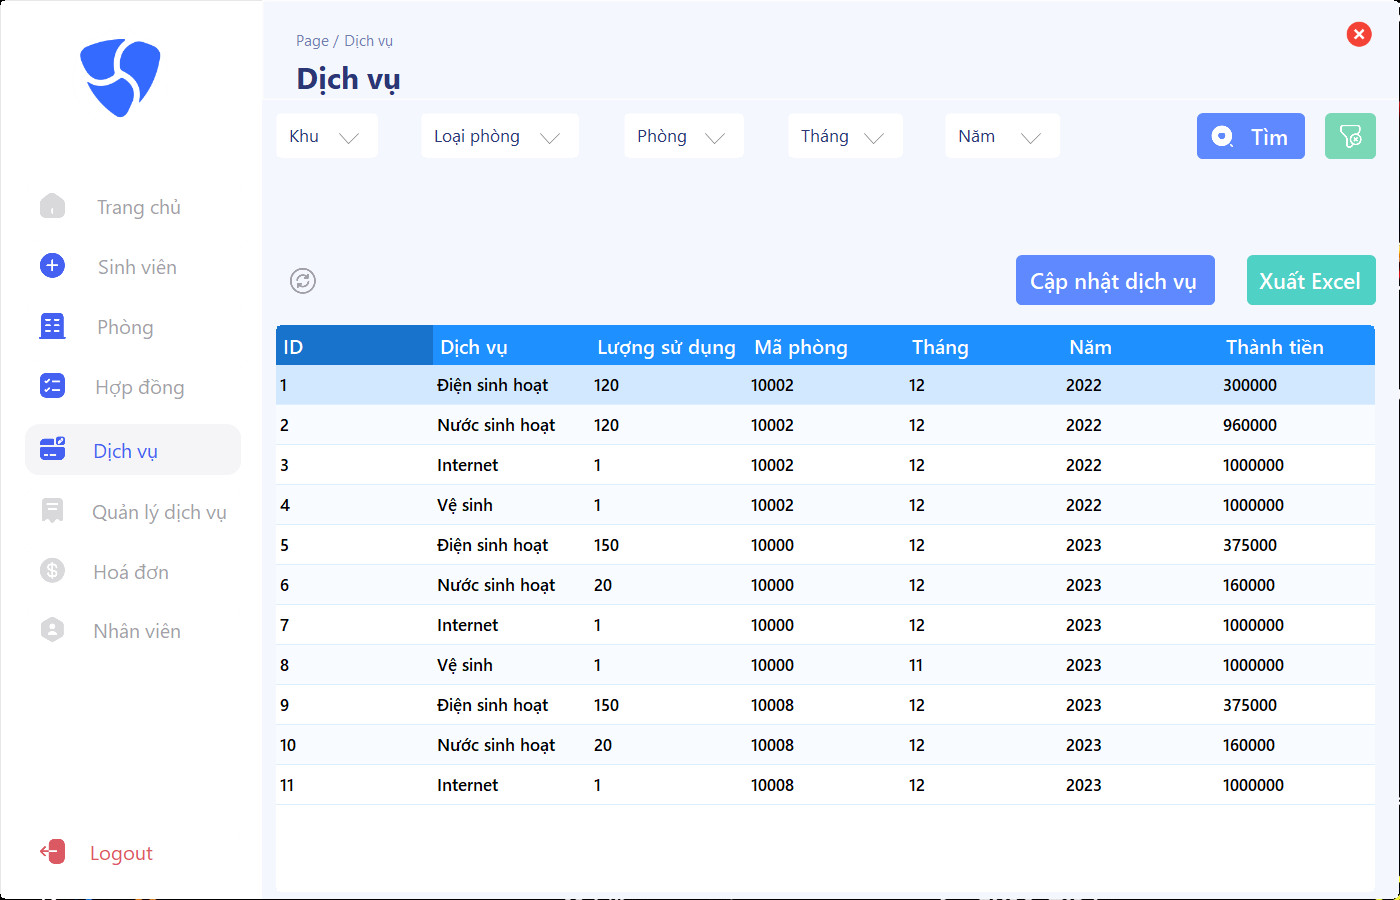 Page / Dịch vụ
Dịch vụ
Khu
Loại phòng
Phòng
Tháng
Năm
Tìm
Trang chủ
Sinh viên
Phòng
Hợp đồng
Dịch vụ
Quản lý dịch vụ
Hoá đơn
Nhân viên
Logout
Cập nhật dịch vụ
Xuất Excel
ID Dịch vụ Lượng sử dụng Mã phòng Tháng Năm Thành tiền
1 Điện sinh hoạt 120 10002 12 2022 300000
2 Nước sinh hoạt 120 10002 12 2022 960000
3 Internet 1 10002 12 2022 1000000
4 Vệ sinh 1 10002 12 2022 1000000
5 Điện sinh hoạt 150 10000 12 2023 375000
6 Nước sinh hoạt 20 10000 12 2023 160000
7 Internet 1 10000 12 2023 1000000
8 Vệ sinh 1 10000 11 2023 1000000
9 Điện sinh hoạt 150 10008 12 2023 375000
10 Nước sinh hoạt 20 10008 12 2023 160000
11 Internet 1 10008 12 2023 1000000